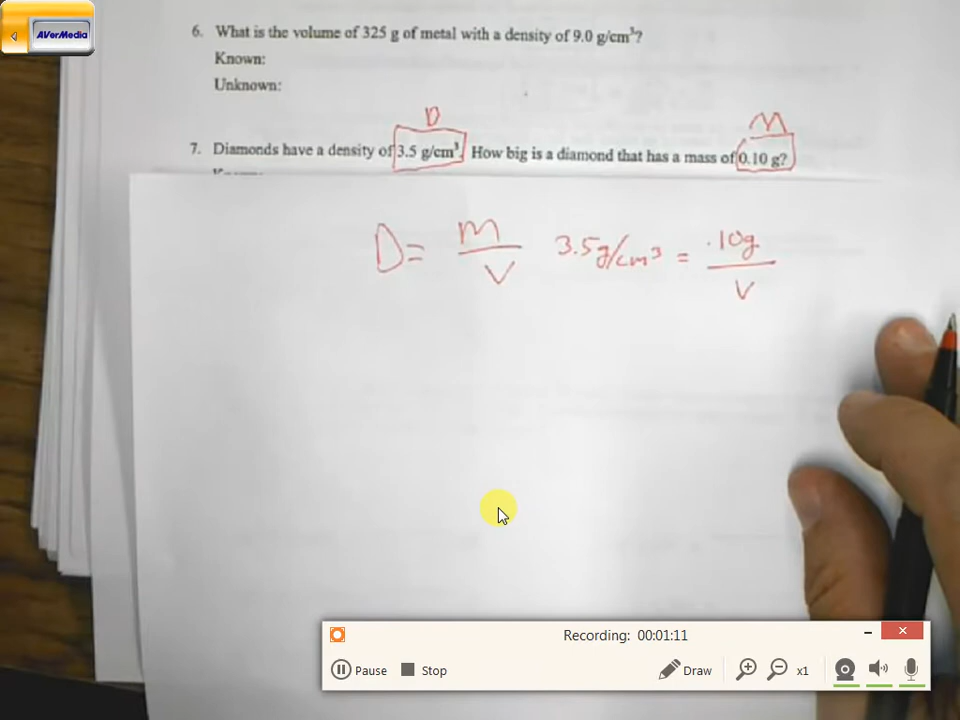 AVerMedia
6. What is the volume of 325 g of metal with a density of 9.0 g/cm³?
Known:
Unknown:
D
M
7. Diamonds have a density of 3.5 g/cm³. How big is a diamond that has a mass of 0.10 g?
D = m/V 3.5g/cm³ = .10g/V
Recording: 00:01:11
Pause Stop Draw x1